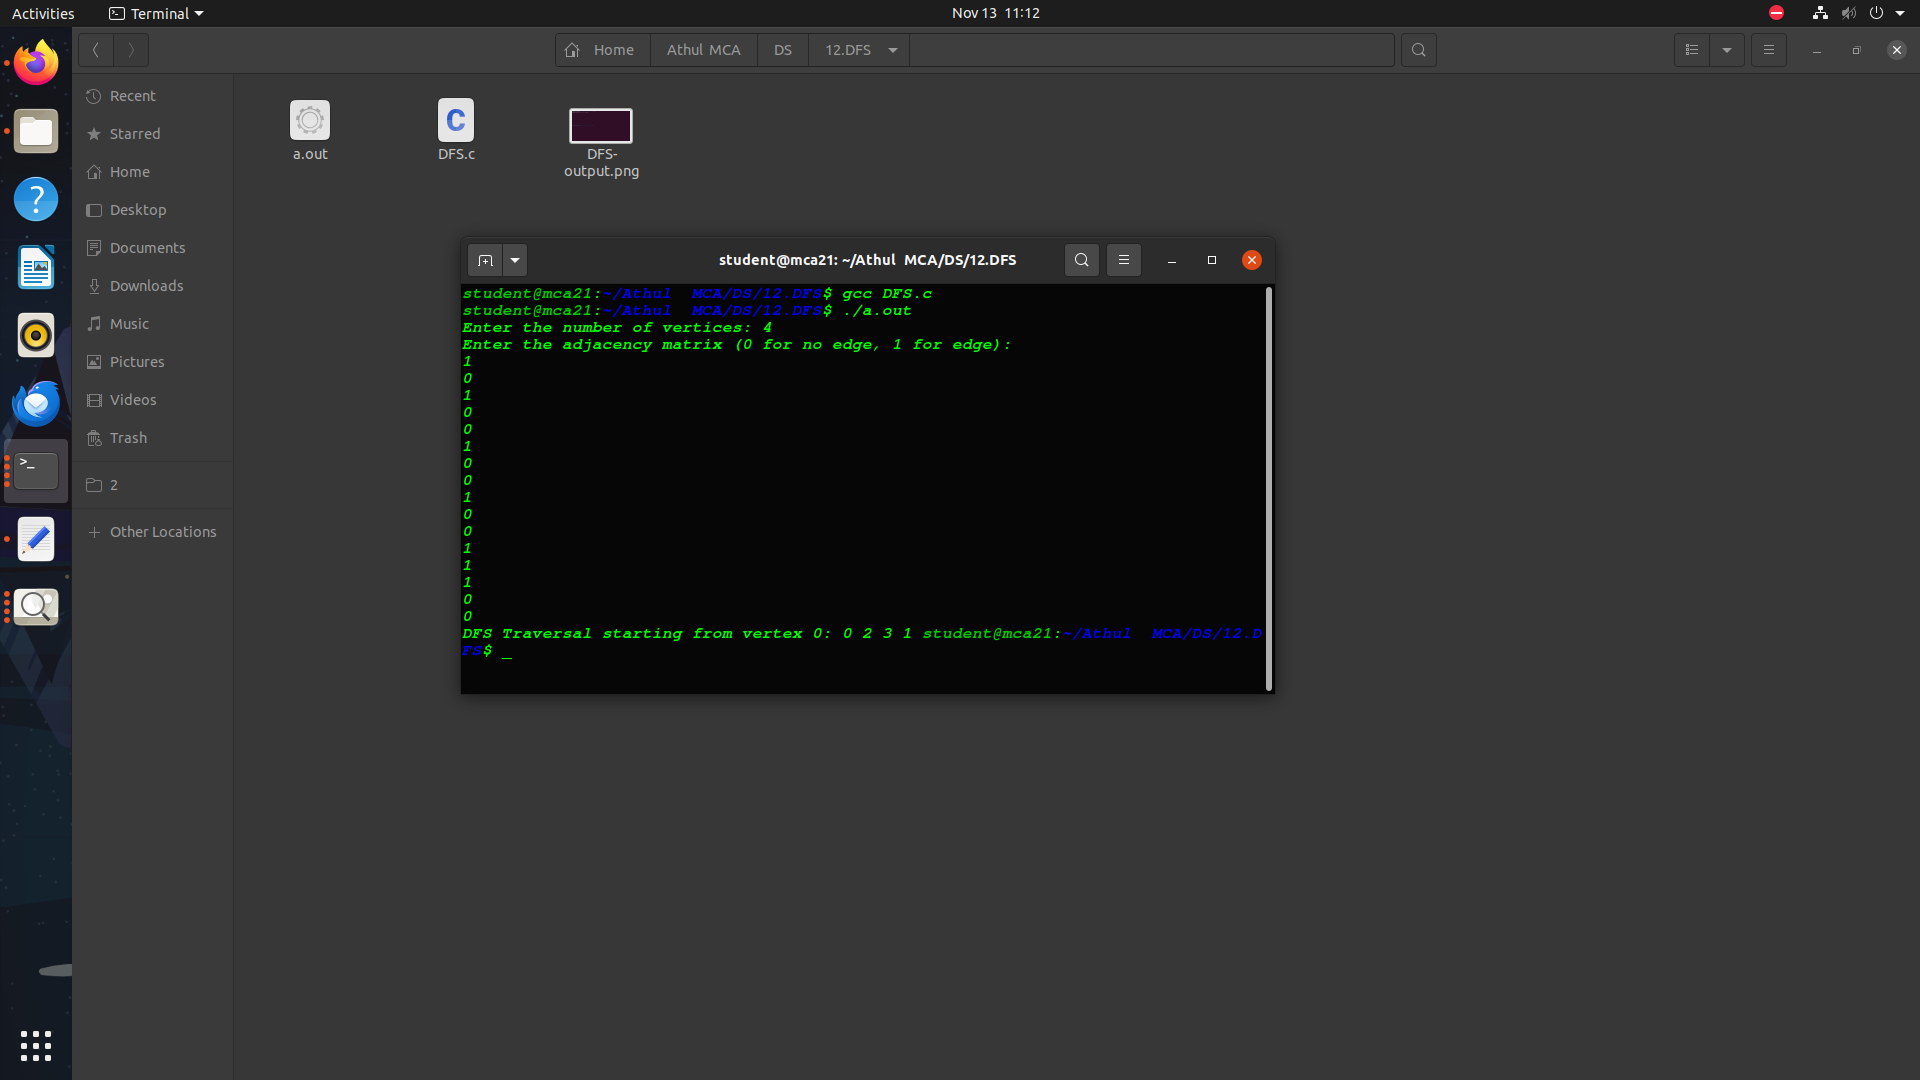 Activities
Terminal
Nov 13 11:12
Home
Athul MCA
DS
12.DFS
Recent
Starred
Home
Desktop
Documents
Downloads
Music
Pictures
Videos
Trash
2
Other Locations
a.out
DFS.c
DFS-
output.png
student@mca21: ~/Athul  MCA/DS/12.DFS
student@mca21:~/Athul  MCA/DS/12.DFS$ gcc DFS.c
student@mca21:~/Athul  MCA/DS/12.DFS$ ./a.out
Enter the number of vertices: 4
Enter the adjacency matrix (0 for no edge, 1 for edge):
1
0
1
0
0
1
0
0
1
0
0
1
1
1
0
0
DFS Traversal starting from vertex 0: 0 2 3 1 student@mca21:~/Athul  MCA/DS/12.D
FS$ _